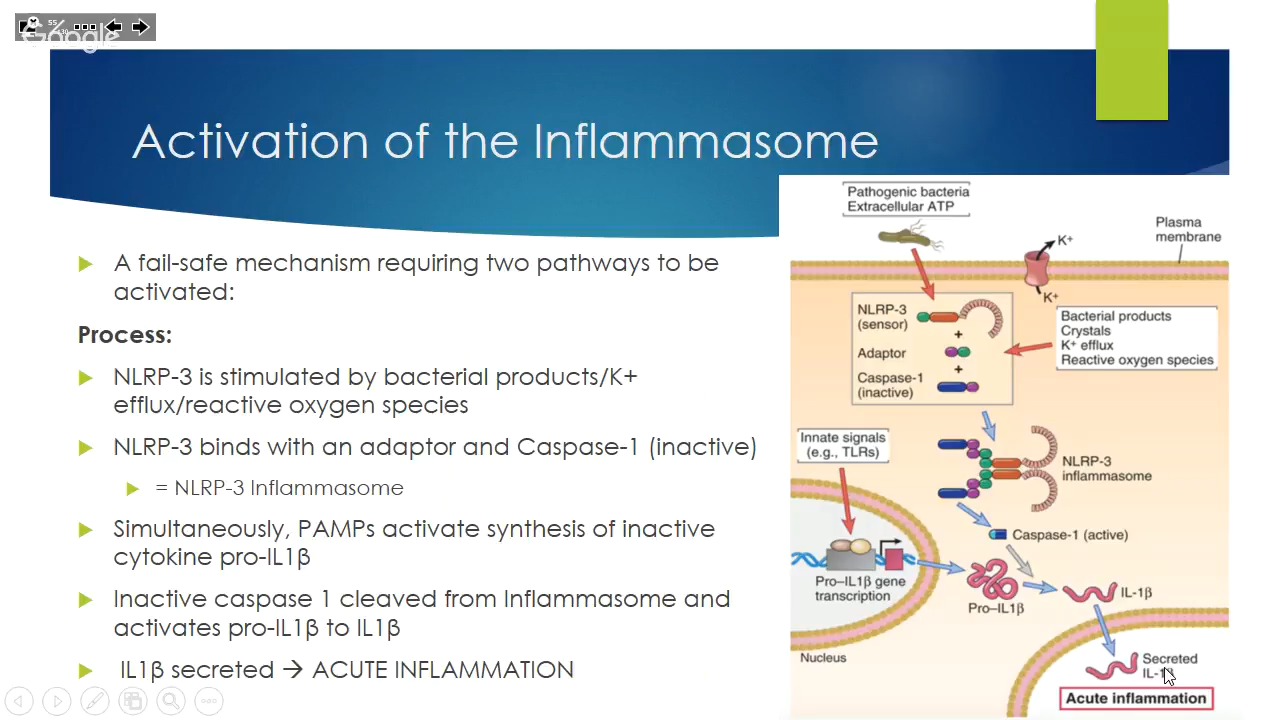 55
Google
Activation of the Inflammasome
A fail-safe mechanism requiring two pathways to be
activated:
Process:
NLRP-3 is stimulated by bacterial products/K+
efflux/reactive oxygen species
NLRP-3 binds with an adaptor and Caspase-1 (inactive)
= NLRP-3 Inflammasome
Simultaneously, PAMPs activate synthesis of inactive
cytokine pro-IL1β
Inactive caspase 1 cleaved from Inflammasome and
activates pro-IL1β to IL1β
IL1β secreted → ACUTE INFLAMMATION
Pathogenic bacteria
Extracellular ATP
K+
Plasma
membrane
K+
NLRP-3
(sensor)
+
Adaptor
+
Caspase-1
(inactive)
Bacterial products
Crystals
K+ efflux
Reactive oxygen species
Innate signals
(e.g., TLRs)
NLRP-3
inflammasome
Caspase-1 (active)
Pro–IL1β gene
transcription
Pro–IL1β
IL-1β
Nucleus
Secreted
Acute inflammation